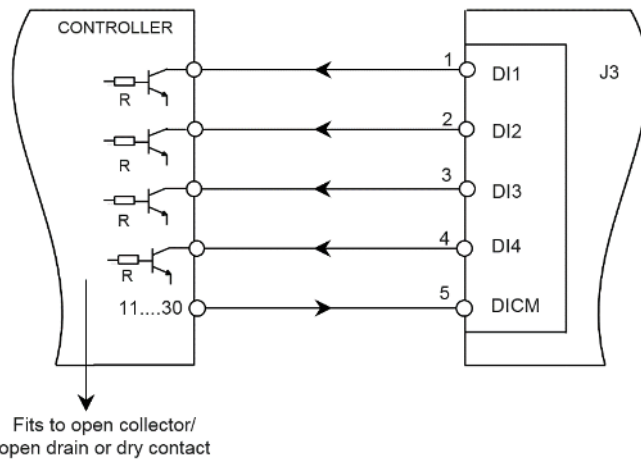 CONTROLLER
J3
1
DI1
R
2
DI2
R
3
DI3
R
4
DI4
R
11....30
5
DICM
Fits to open collector/
open drain or dry contact